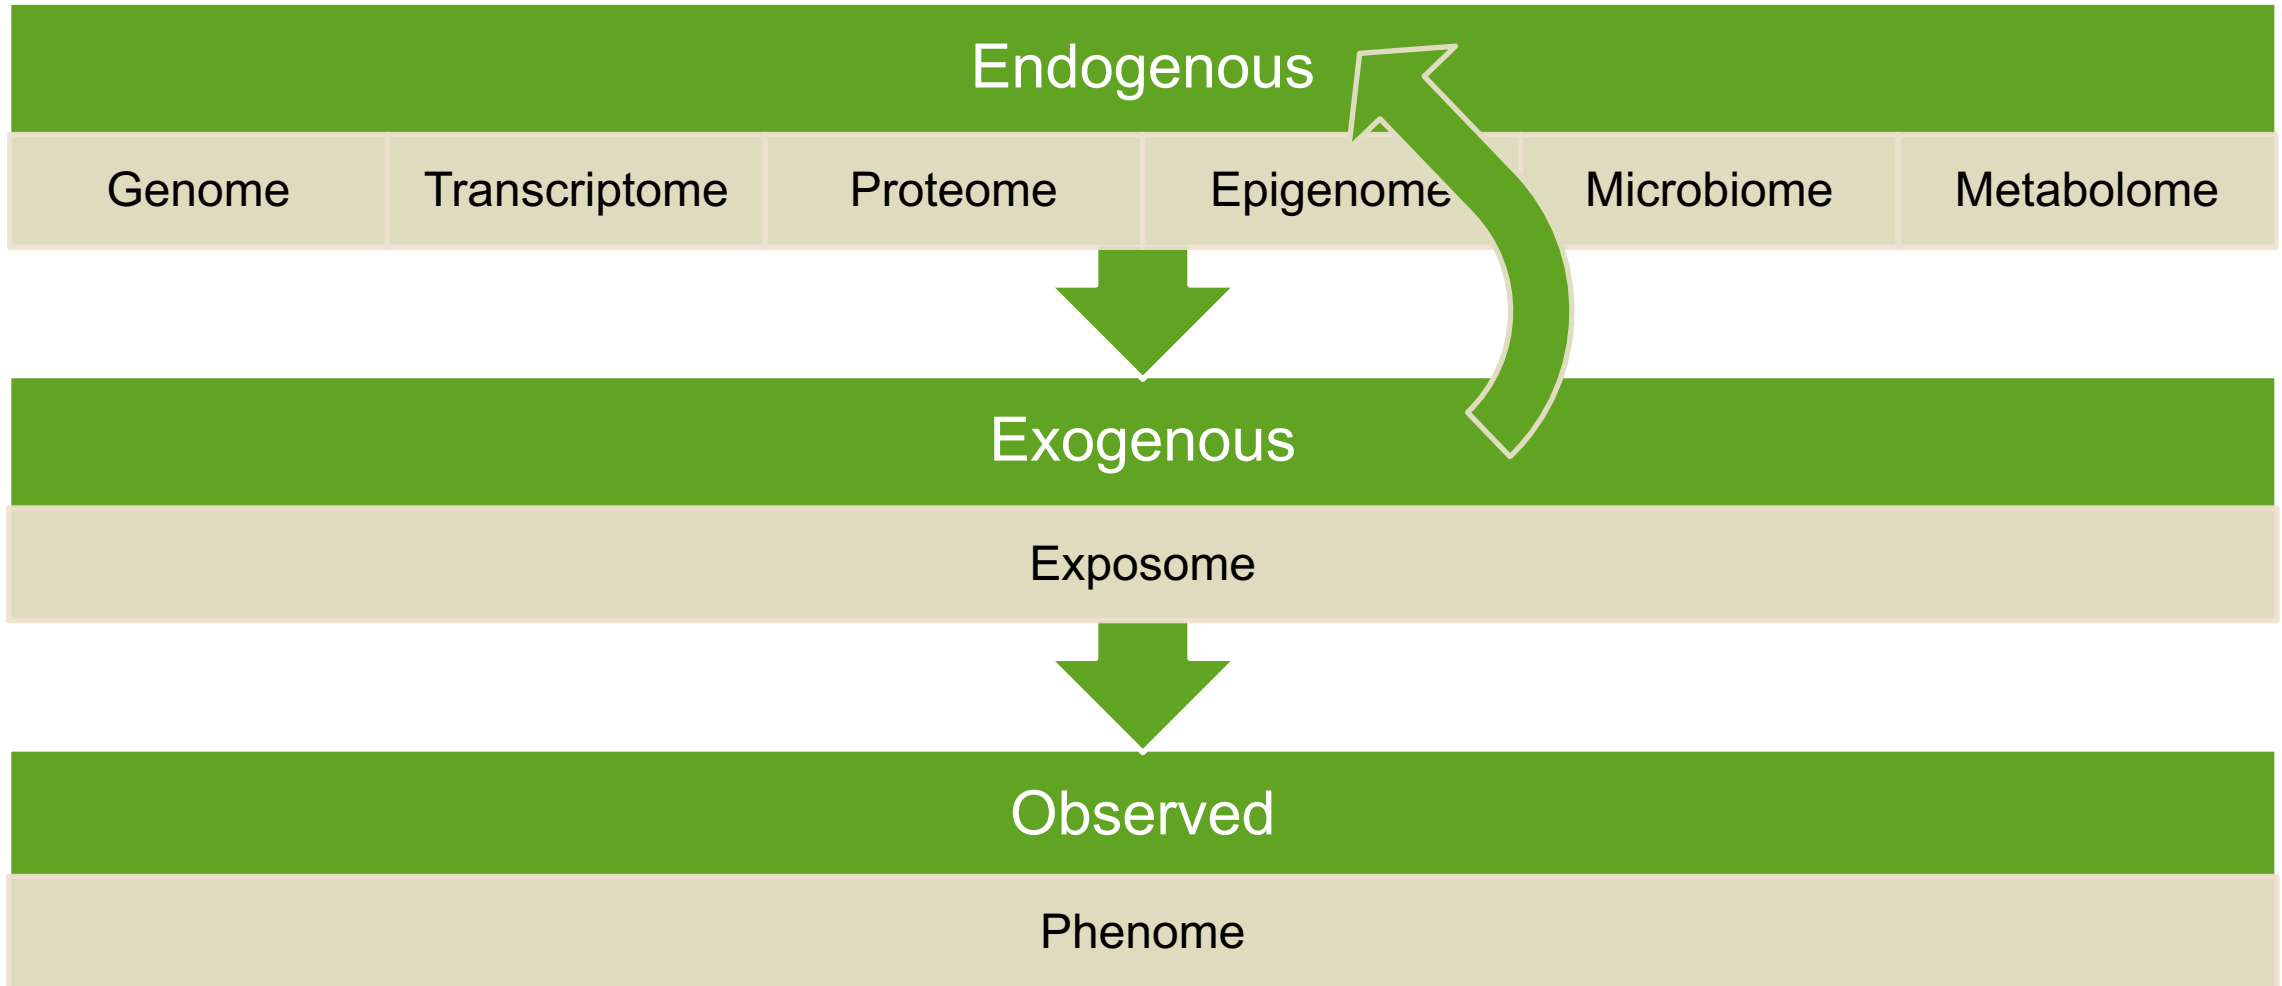 Endogenous
Genome Transcriptome Proteome Epigenome Microbiome Metabolome
Exogenous
Exposome
Observed
Phenome